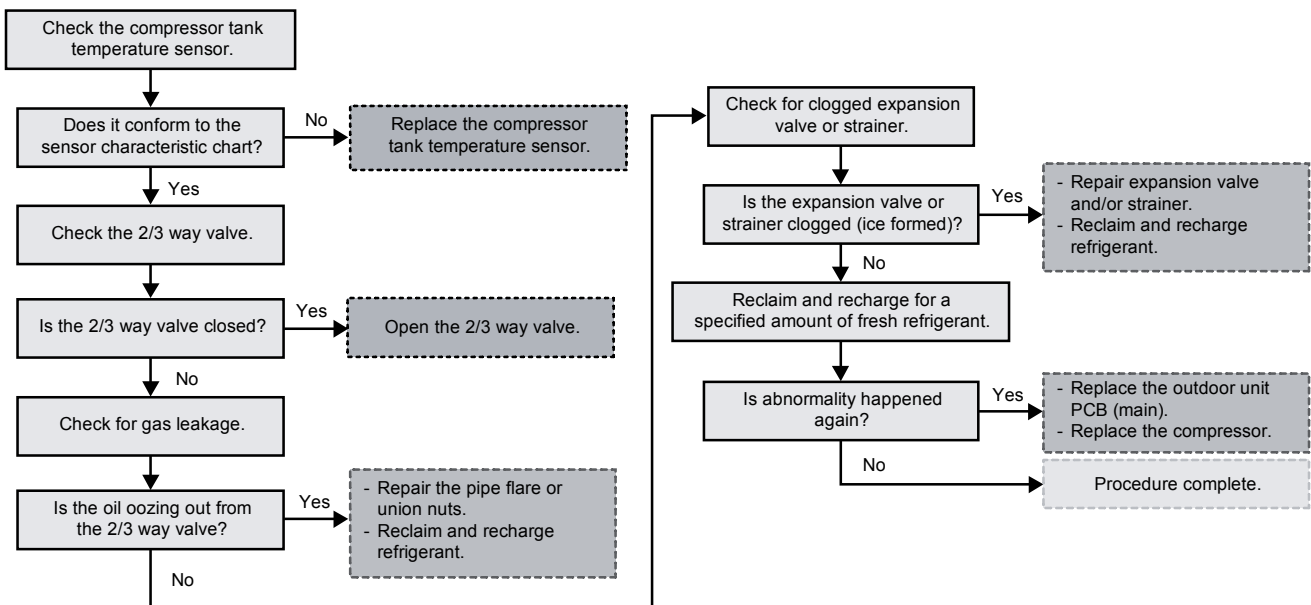 Check the compressor tank
temperature sensor.
Does it conform to the
sensor characteristic chart?
No
Replace the compressor
tank temperature sensor.
Yes
Check the 2/3 way valve.
Is the 2/3 way valve closed?
Yes
Open the 2/3 way valve.
No
Check for gas leakage.
Is the oil oozing out from
the 2/3 way valve?
Yes
- Repair the pipe flare or
union nuts.
- Reclaim and recharge
refrigerant.
No
Check for clogged expansion
valve or strainer.
Is the expansion valve or
strainer clogged (ice formed)?
Yes
- Repair expansion valve
and/or strainer.
- Reclaim and recharge
refrigerant.
No
Reclaim and recharge for a
specified amount of fresh refrigerant.
Is abnormality happened
again?
Yes
- Replace the outdoor unit
PCB (main).
- Replace the compressor.
No
Procedure complete.